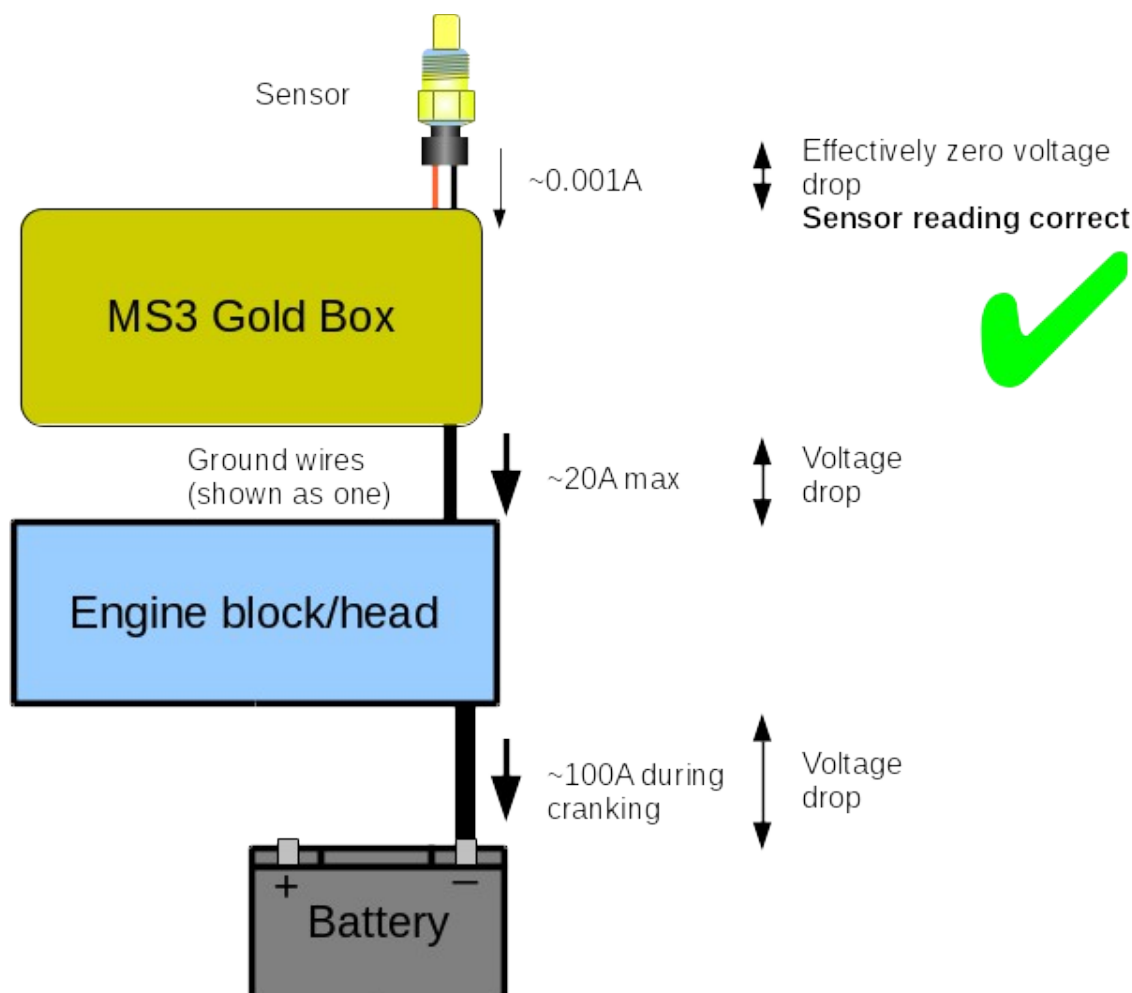 Sensor
~0.001A
Effectively zero voltage
drop
Sensor reading correct
MS3 Gold Box
Ground wires
(shown as one)
~20A max
Voltage
drop
Engine block/head
~100A during
cranking
Voltage
drop
+ −
Battery